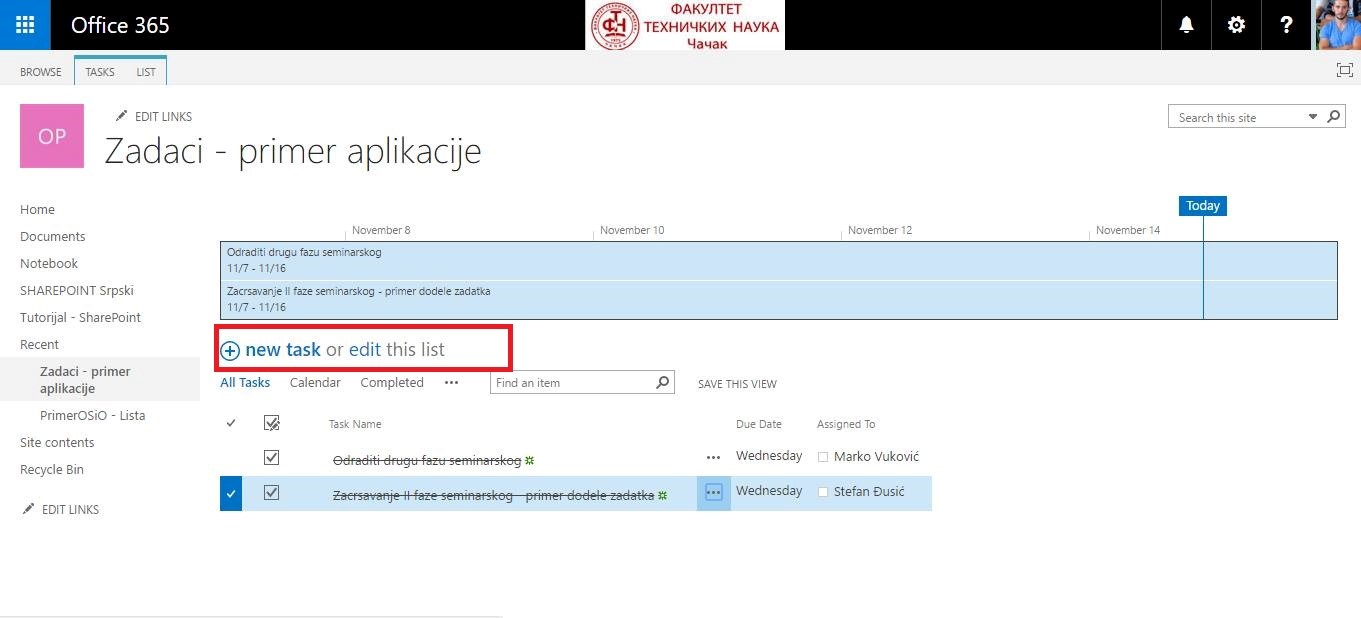 Office 365
ФАКУЛТЕТ
ТЕХНИЧКИХ НАУКА
Чачак
?
BROWSE TASKS LIST
OP
EDIT LINKS
Search this site
Zadaci - primer aplikacije
Home
Documents
Notebook
SHAREPOINT Srpski
Tutorijal - SharePoint
Recent
Zadaci - primer
aplikacije
PrimerOSiO - Lista
Site contents
Recycle Bin
EDIT LINKS
Today
November 8 November 10 November 12 November 14
Odraditi drugu fazu seminarskog
11/7 - 11/16
Zacrsavanje II faze seminarskog - primer dodele zadatka
11/7 - 11/16
new task or edit this list
All Tasks Calendar Completed ... Find an item SAVE THIS VIEW
Task Name Due Date Assigned To
Odraditi drugu fazu seminarskog ... Wednesday Marko Vuković
Zacrsavanje II faze seminarskog - primer dodele zadatka ... Wednesday Stefan Đusić